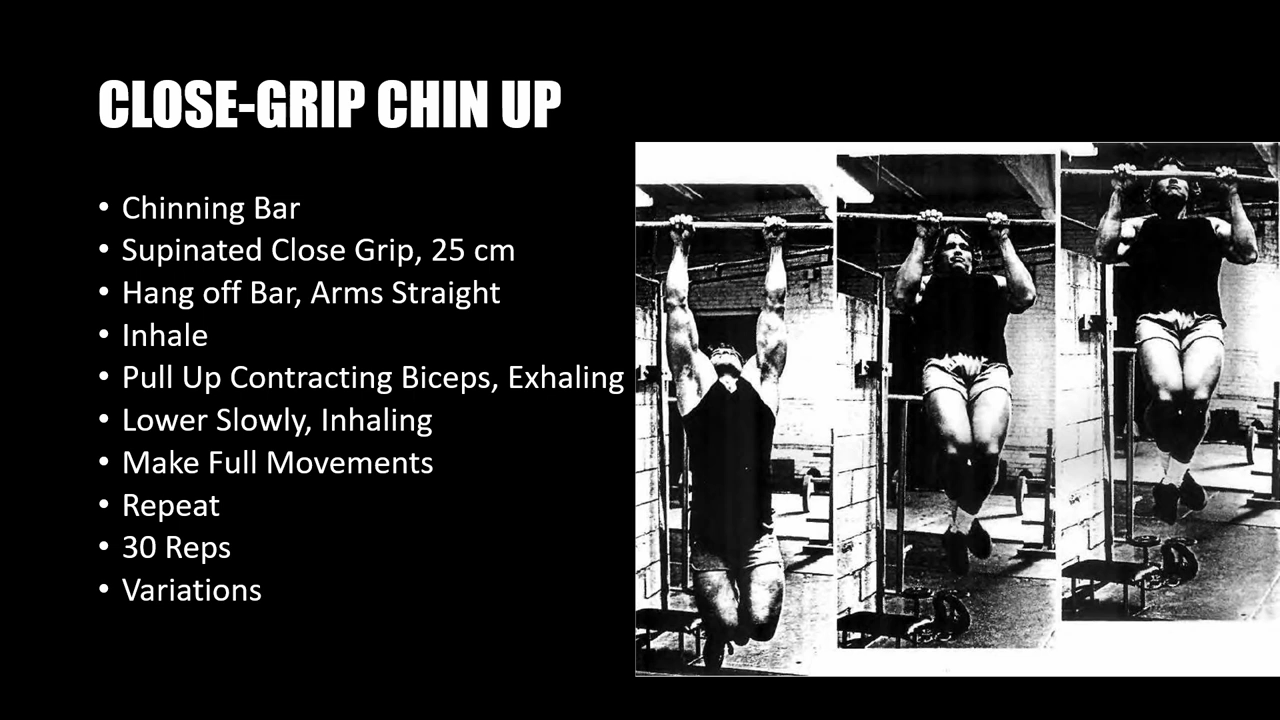 CLOSE-GRIP CHIN UP
• Chinning Bar
• Supinated Close Grip, 25 cm
• Hang off Bar, Arms Straight
• Inhale
• Pull Up Contracting Biceps, Exhaling
• Lower Slowly, Inhaling
• Make Full Movements
• Repeat
• 30 Reps
• Variations